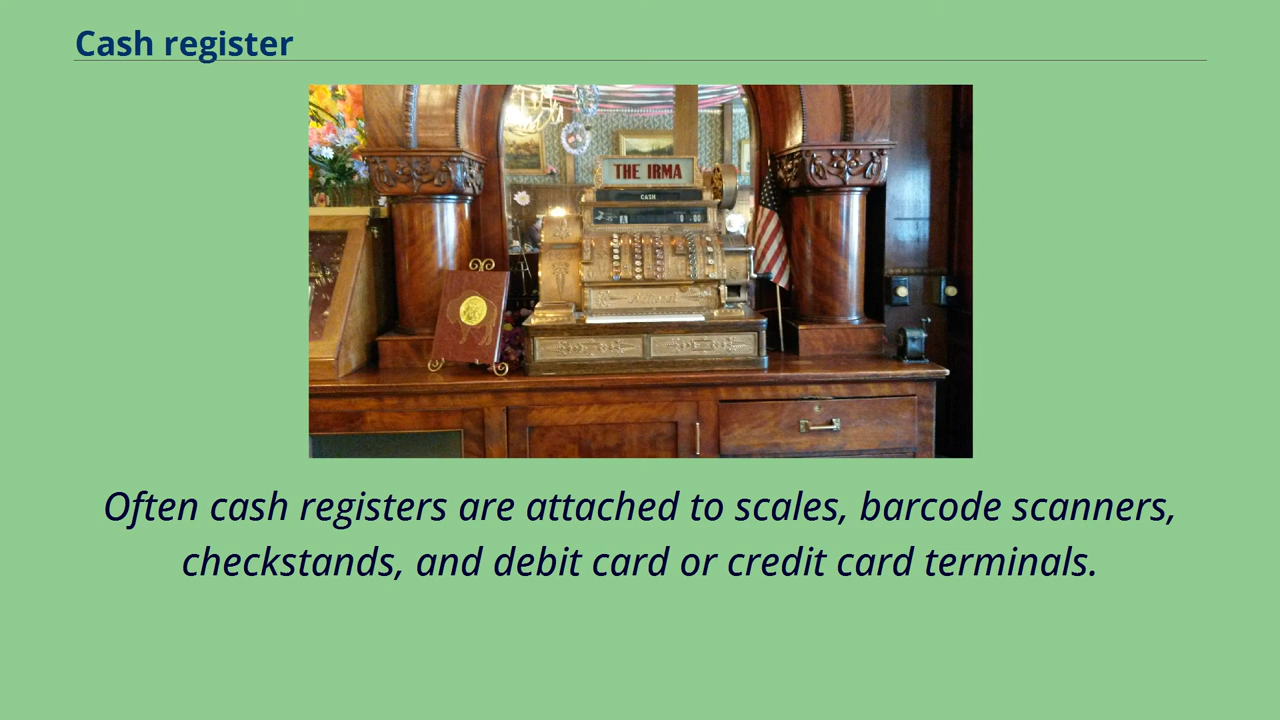 Cash register
THE IRMA
CASH
National
Often cash registers are attached to scales, barcode scanners,
checkstands, and debit card or credit card terminals.